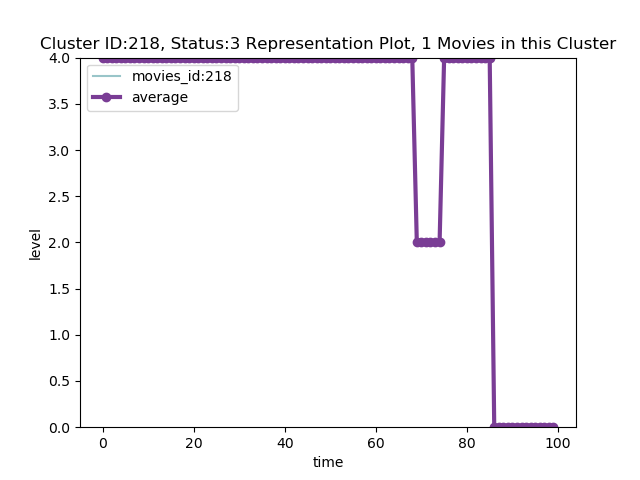 Cluster ID:218, Status:3 Representation Plot, 1 Movies in this Cluster
movies_id:218
average
4.0
3.5
3.0
2.5
2.0
1.5
1.0
0.5
0.0
level
0 20 40 60 80 100
time